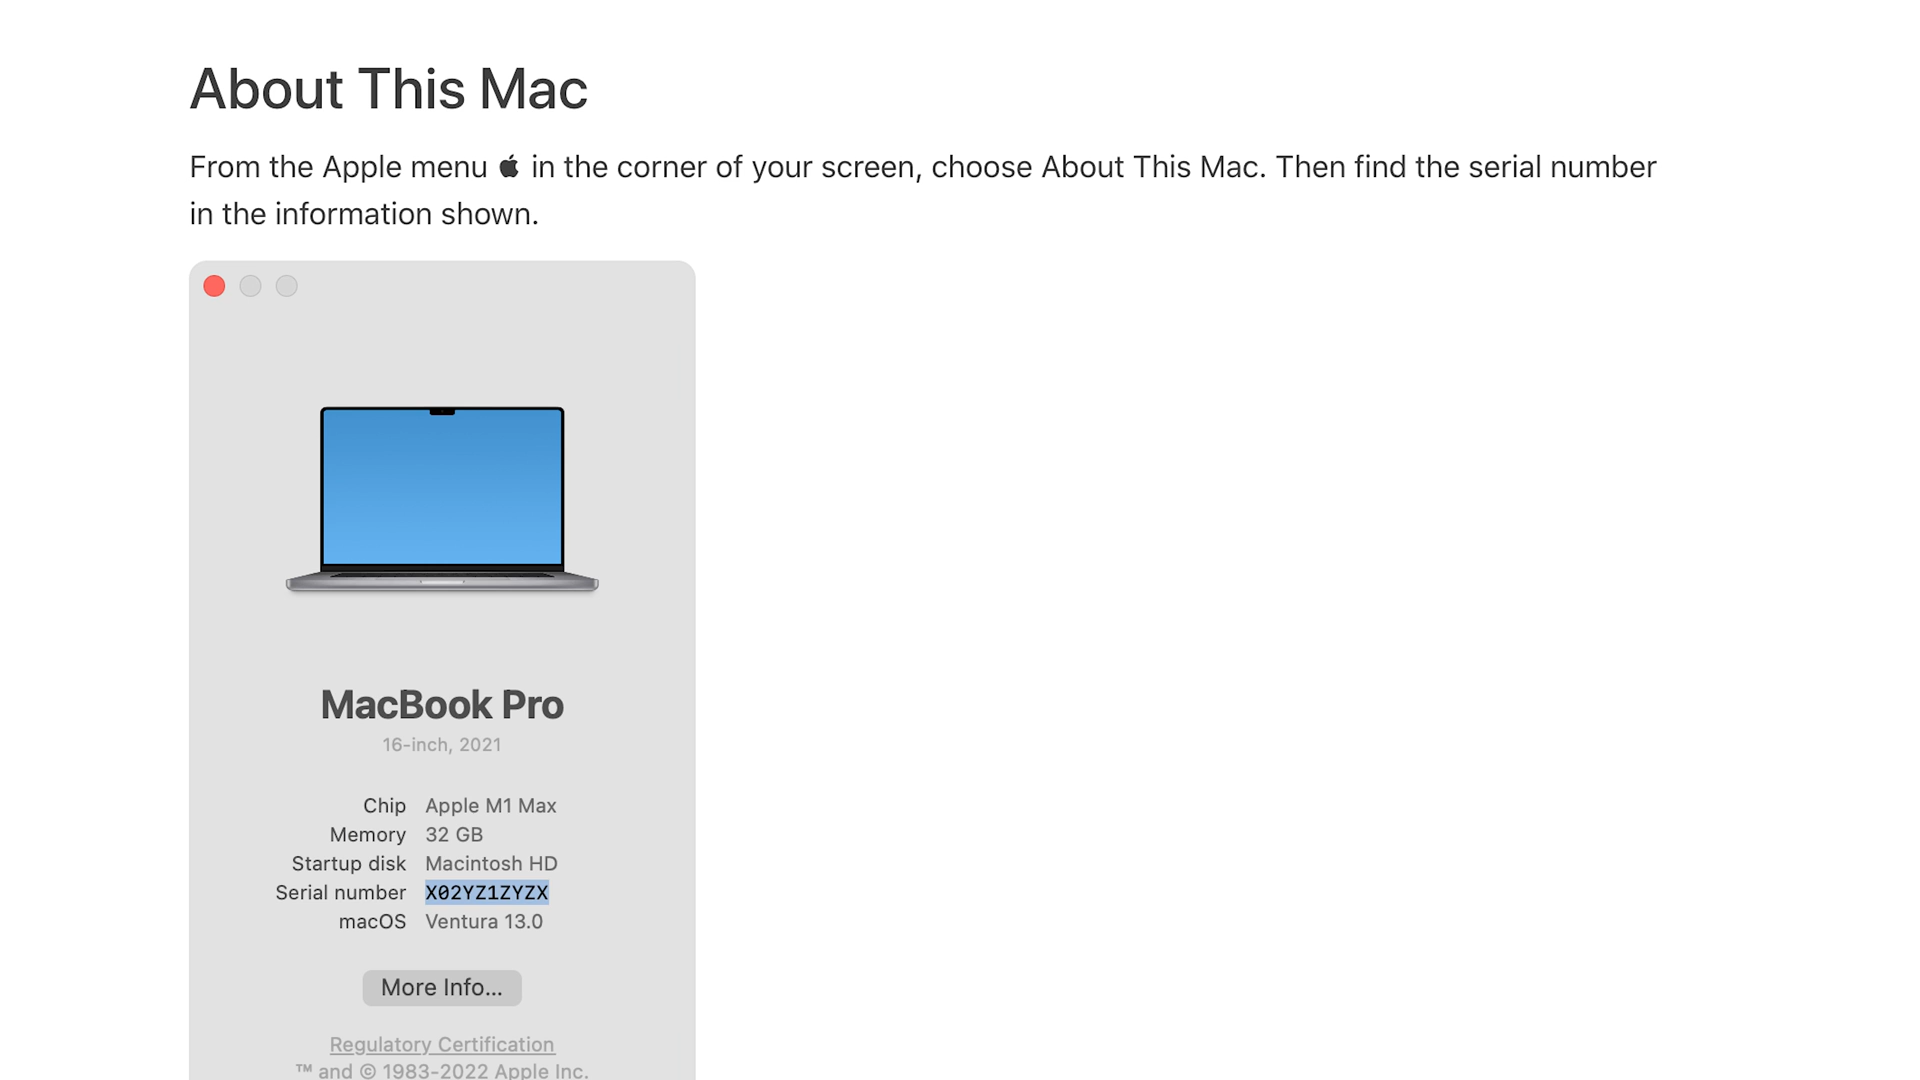 About This Mac
From the Apple menu  in the corner of your screen, choose About This Mac. Then find the serial number
in the information shown.
MacBook Pro
16-inch, 2021
Chip Apple M1 Max
Memory 32 GB
Startup disk Macintosh HD
Serial number X02YZ1ZYZX
macOS Ventura 13.0
More Info...
Regulatory Certification
™ and © 1983-2022 Apple Inc.